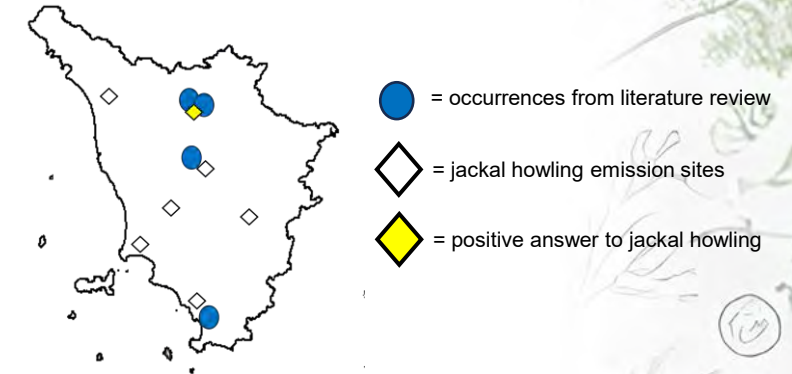 = occurrences from literature review
= jackal howling emission sites
= positive answer to jackal howling